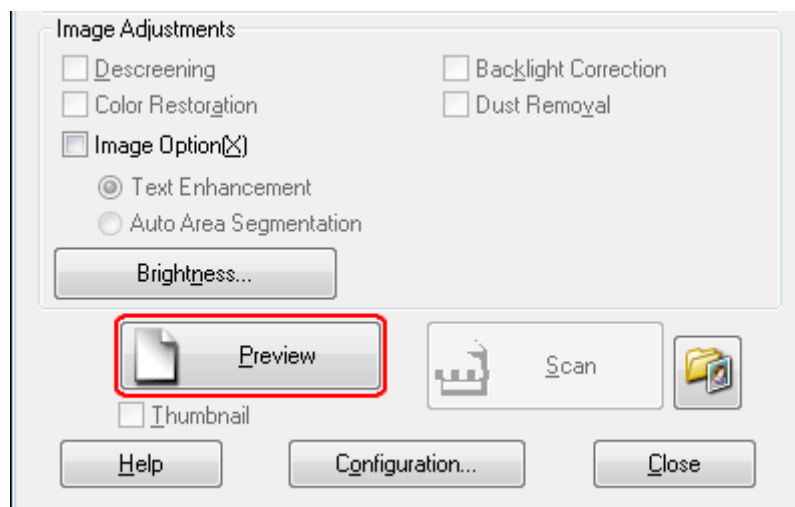 Image Adjustments
Descreening Backlight Correction
Color Restoration Dust Removal
Image Option(X)
Text Enhancement
Auto Area Segmentation
Brightness...
Preview Scan
Thumbnail
Help Configuration... Close